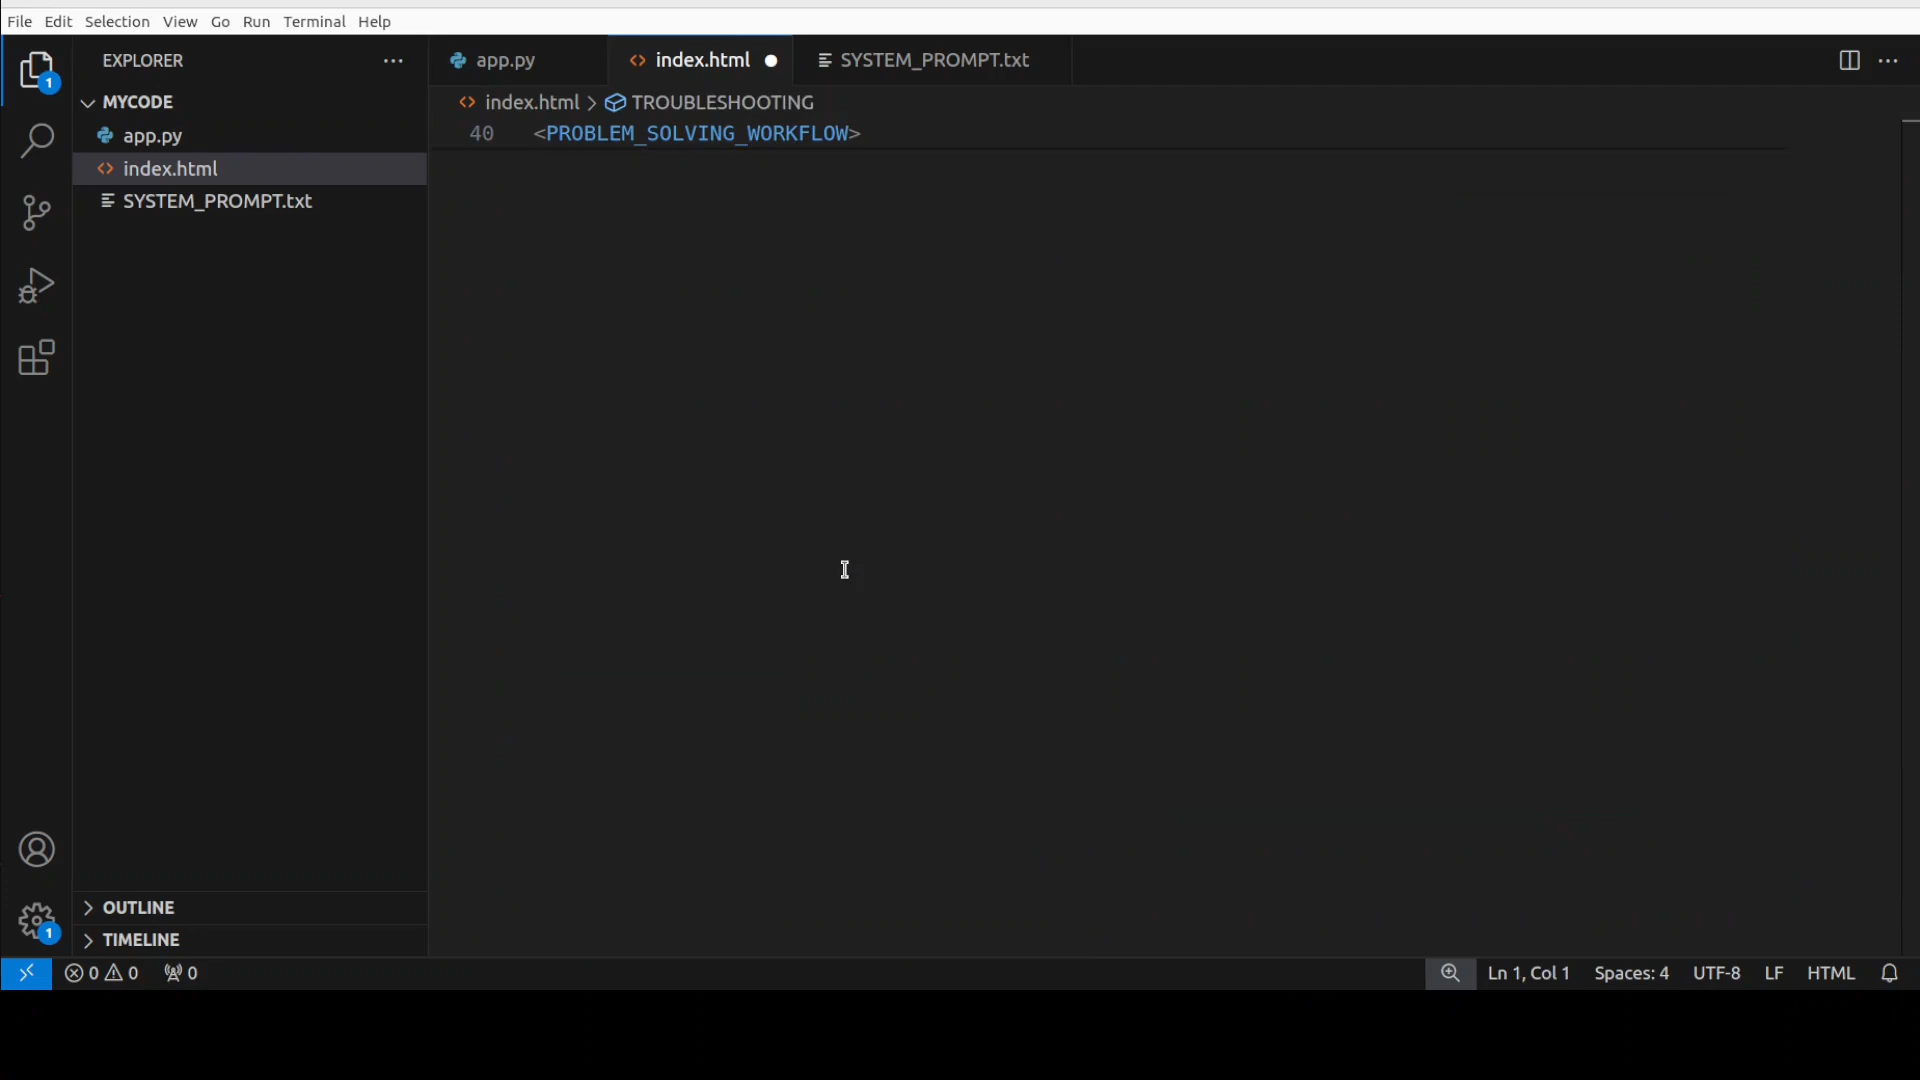 File Edit Selection View Go Run Terminal Help
EXPLORER
app.py
index.html
SYSTEM_PROMPT.txt
MYCODE
app.py
index.html
SYSTEM_PROMPT.txt
index.html > TROUBLESHOOTING
40 <PROBLEM_SOLVING_WORKFLOW>
1
OUTLINE
TIMELINE
1
0 0 0
Ln 1, Col 1 Spaces: 4 UTF-8 LF HTML